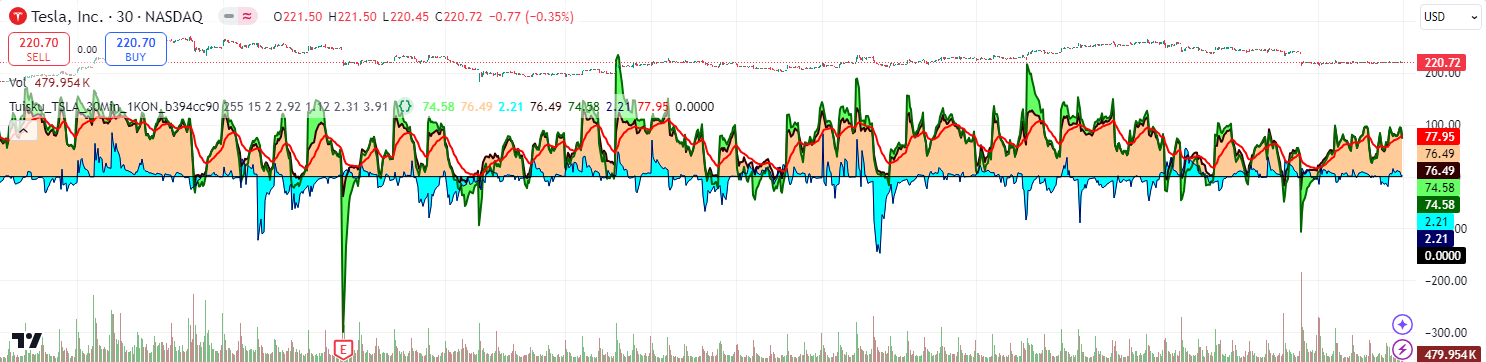 Tesla, Inc. · 30 · NASDAQ O221.50 H221.50 L220.45 C220.72 −0.77 (−0.35%)
USD
220.70 SELL
0.00
220.70 BUY
Vol 479.954 K
Tuisku_TSLA_30Min_1KON_b394cc90 255 15 2 2.92 1.12 2.31 3.91 74.58 76.49 2.21 76.49 74.58 2.21 77.95 0.0000
220.72
200.00
100.00
77.95
76.49
76.49
74.58
74.58
2.21
2.21
0.0000
−200.00
−300.00
479.954 K
E